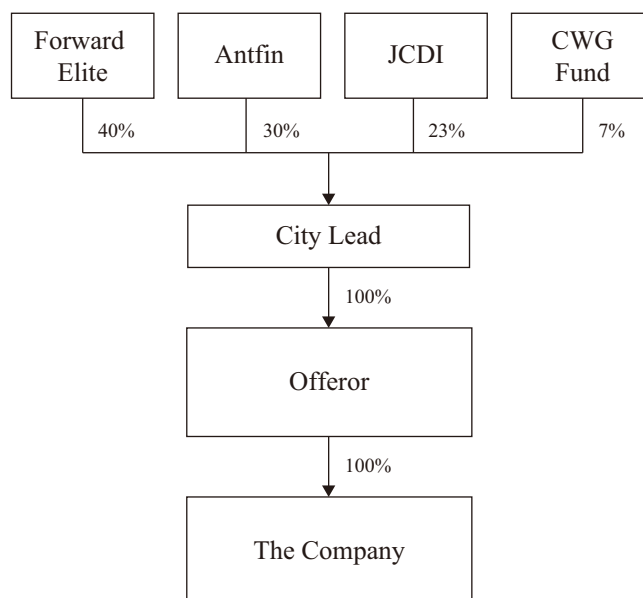 Forward
Elite
Antfin
JCDI
CWG
Fund
40%
30%
23%
7%
City Lead
100%
Offeror
100%
The Company